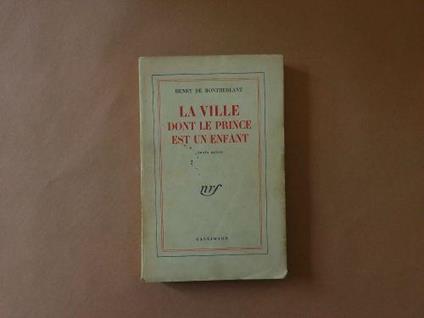 HENRY DE MONTHERLANT
LA VILLE
DONT LE PRINCE
EST UN ENFANT
nrf
GALLIMARD